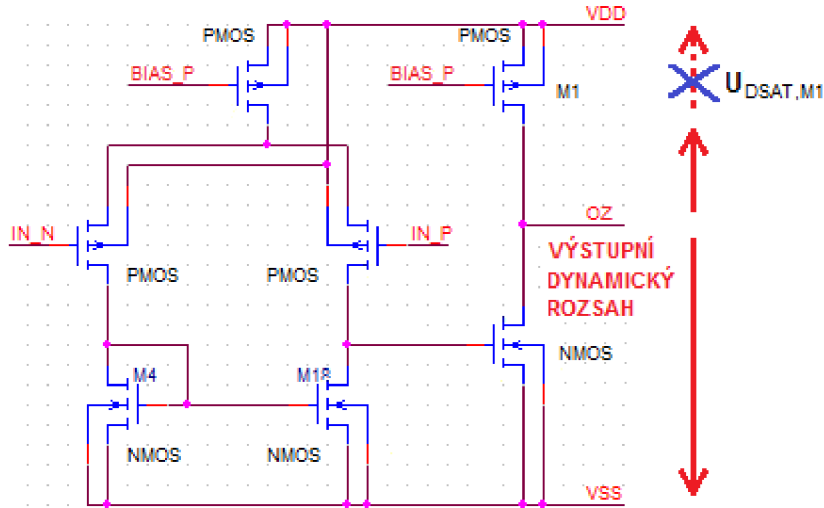 VDD
PMOS
PMOS
BIAS_P
BIAS_P
M1
U DSAT,M1
OZ
IN_N
IN_P
VÝSTUPNÍ
DYNAMICKÝ
ROZSAH
PMOS
PMOS
NMOS
M4
M18
NMOS
NMOS
VSS